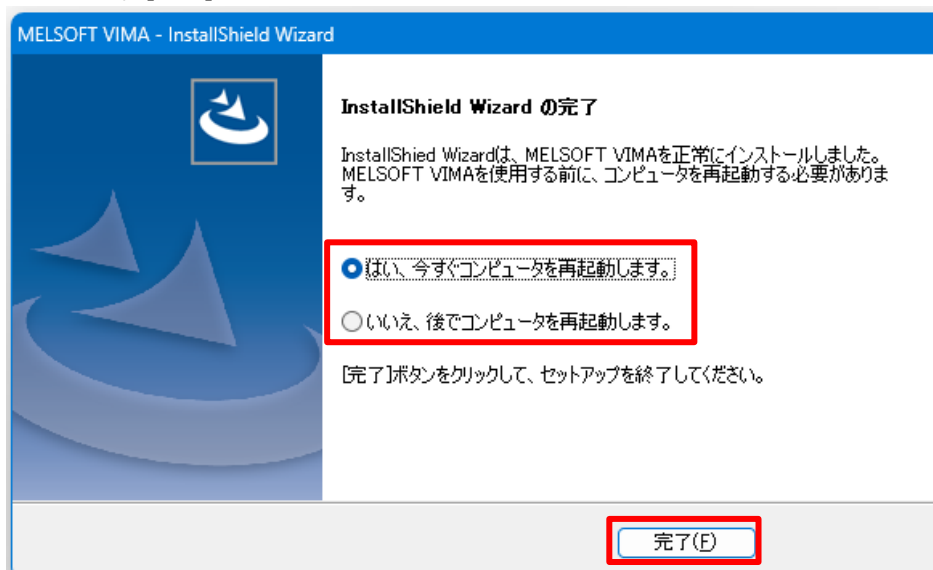 MELSOFT VIMA - InstallShield Wizard
InstallShield Wizard の完了
InstallShied Wizardは、MELSOFT VIMAを正常にインストールしました。
MELSOFT VIMAを使用する前に、コンピュータを再起動する必要がありま
す。
はい、今すぐコンピュータを再起動します。
いいえ、後でコンピュータを再起動します。
[完了]ボタンをクリックして、セットアップを終了してください。
完了(F)